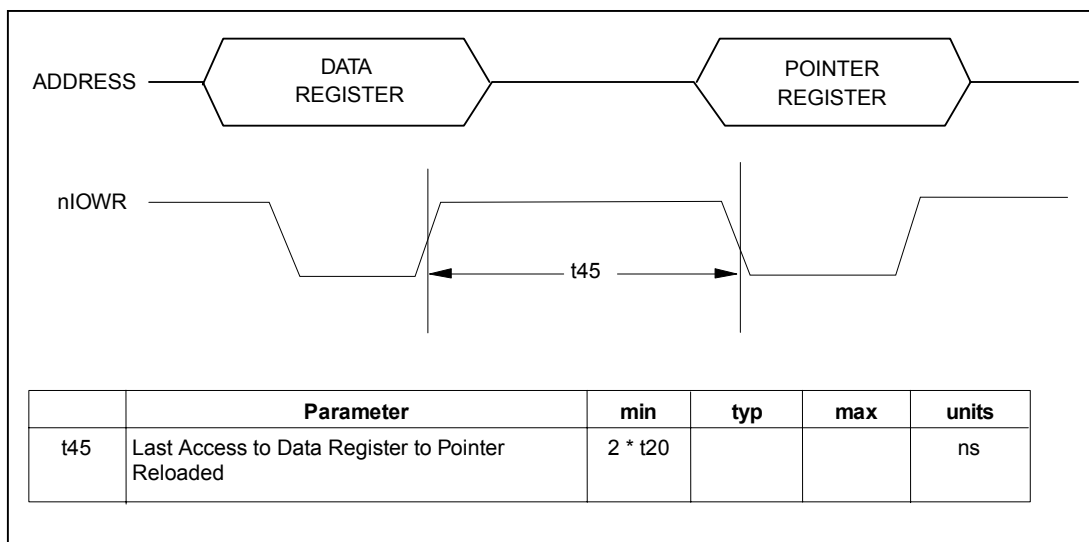 ADDRESS
DATA
REGISTER
POINTER
REGISTER
nIOWR
t45
Parameter min typ max units
t45 Last Access to Data Register to Pointer 2 * t20 ns
Reloaded